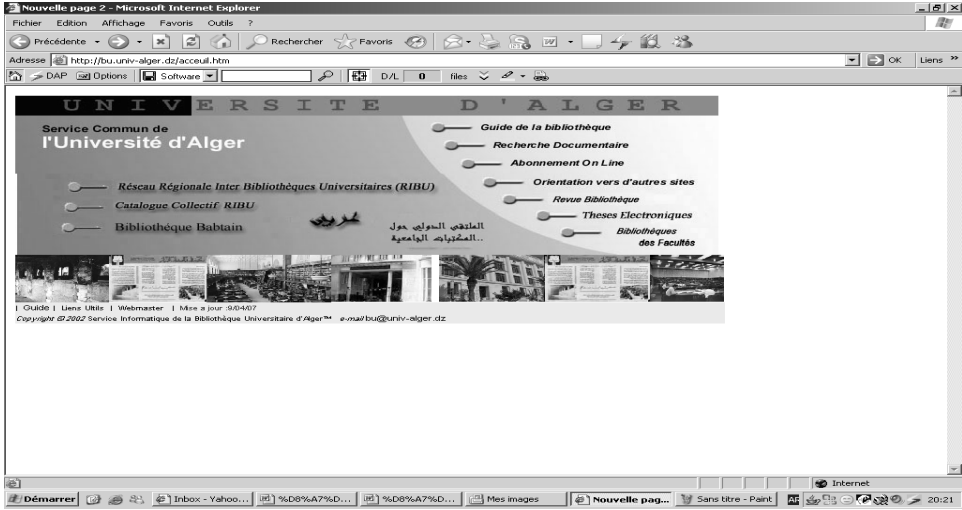 Nouvelle page 2 - Microsoft Internet Explorer
Fichier Edition Affichage Favoris Outils ?
Précédente Rechercher Favoris
Adresse http://bu.univ-alger.dz/acceuil.htm OK Liens »
DAP Options Software D/L 0 files
UNIVERSITE D'ALGER
Service Commun de
l'Université d'Alger
Guide de la bibliothèque
Recherche Documentaire
Abonnement On Line
Orientation vers d'autres sites
Revue Bibliothèque
Theses Electroniques
Bibliothèques
des Facultés
Réseau Régionale Inter Bibliothèques Universitaires (RIBU)
Catalogue Collectif RIBU
Bibliothéque Babtain
الملتقى الدولي حول
المكتبات الجامعية..
| Guide | Liens Utils | Webmaster | Mise a jour :9/04/07
Copyright © 2002 Service Informatique de la Bibliothèque Universitaire d'Alger™ e-mail bu@univ-alger.dz
Internet
Démarrer Inbox - Yahoo... %D8%A7%D... %D8%A7%D... Mes images Nouvelle pag... Sans titre - Paint 20:21